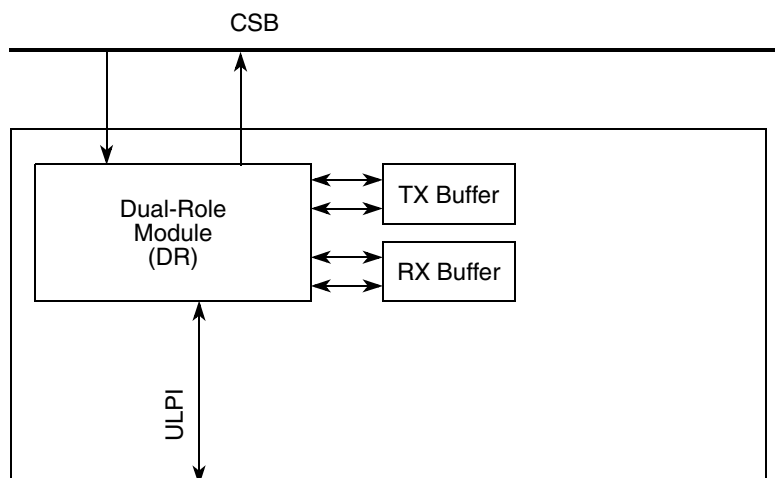 CSB
Dual-Role
Module
(DR)
TX Buffer
RX Buffer
ULPI